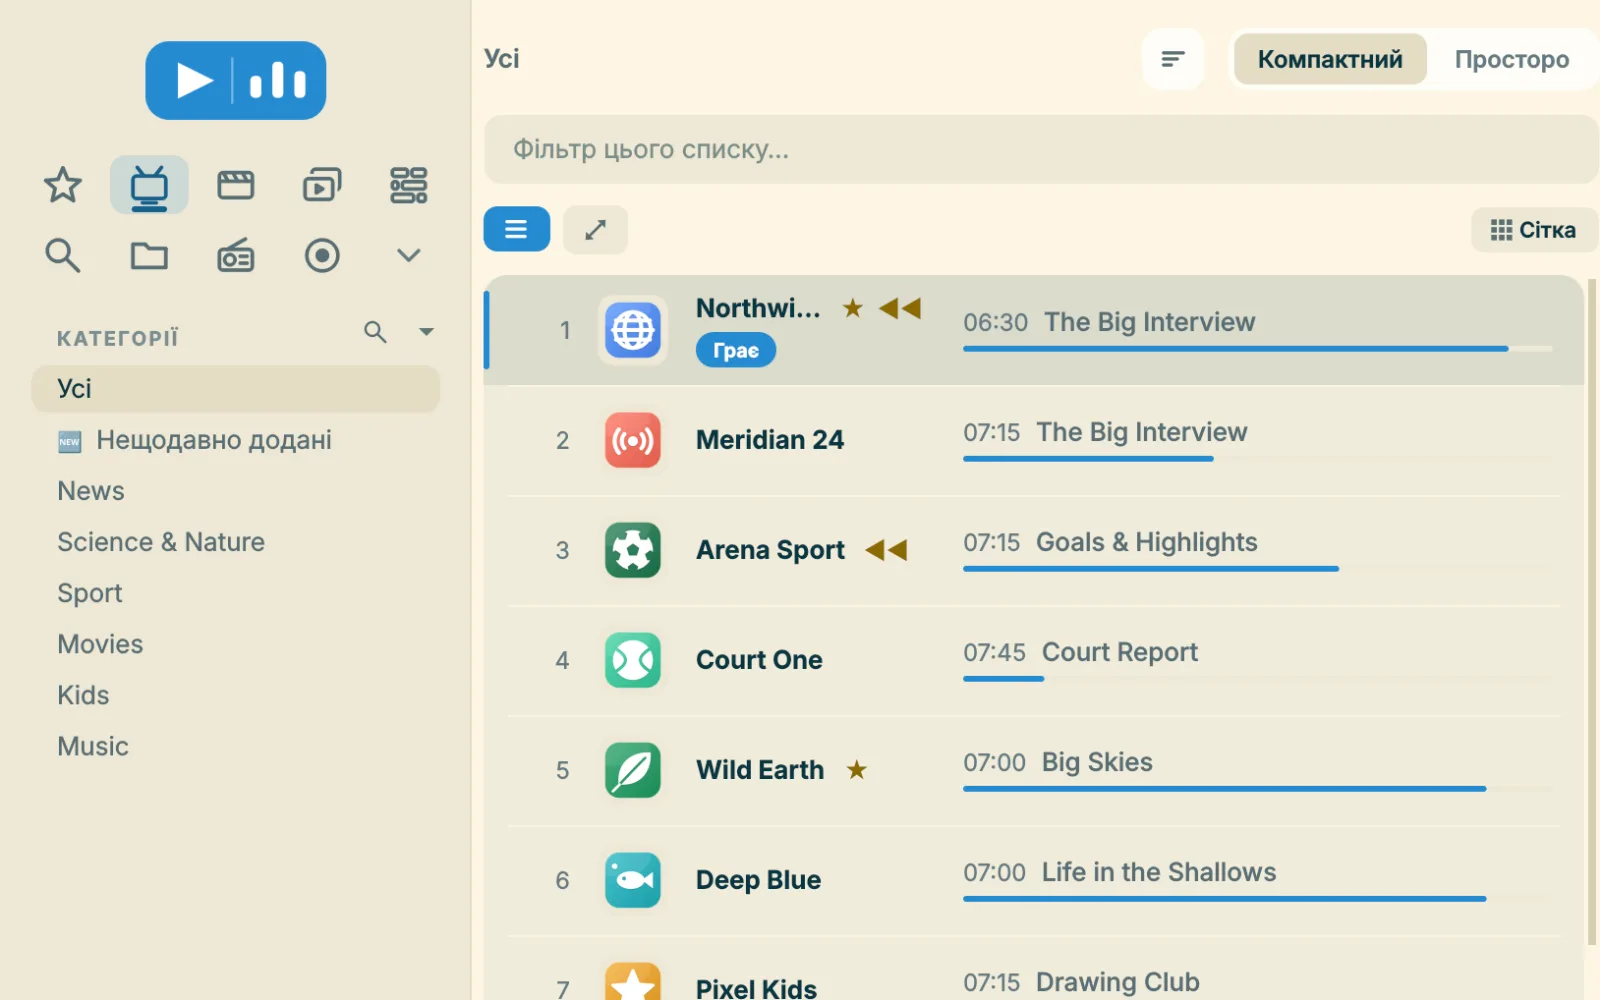 Усі
Компактний
Просторо
Фільтр цього списку...
Сітка
КАТЕГОРІЇ
Усі
NEW Нещодавно додані
News
Science & Nature
Sport
Movies
Kids
Music
1 Northwi... ★ ◀◀ 06:30 The Big Interview
Грає
2 Meridian 24 07:15 The Big Interview
3 Arena Sport ◀◀ 07:15 Goals & Highlights
4 Court One 07:45 Court Report
5 Wild Earth ★ 07:00 Big Skies
6 Deep Blue 07:00 Life in the Shallows
7 Pixel Kids 07:15 Drawing Club